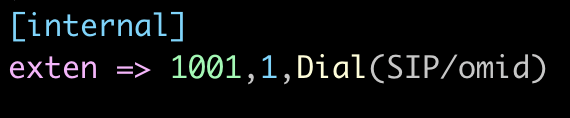 [internal]
exten => 1001,1,Dial(SIP/omid)